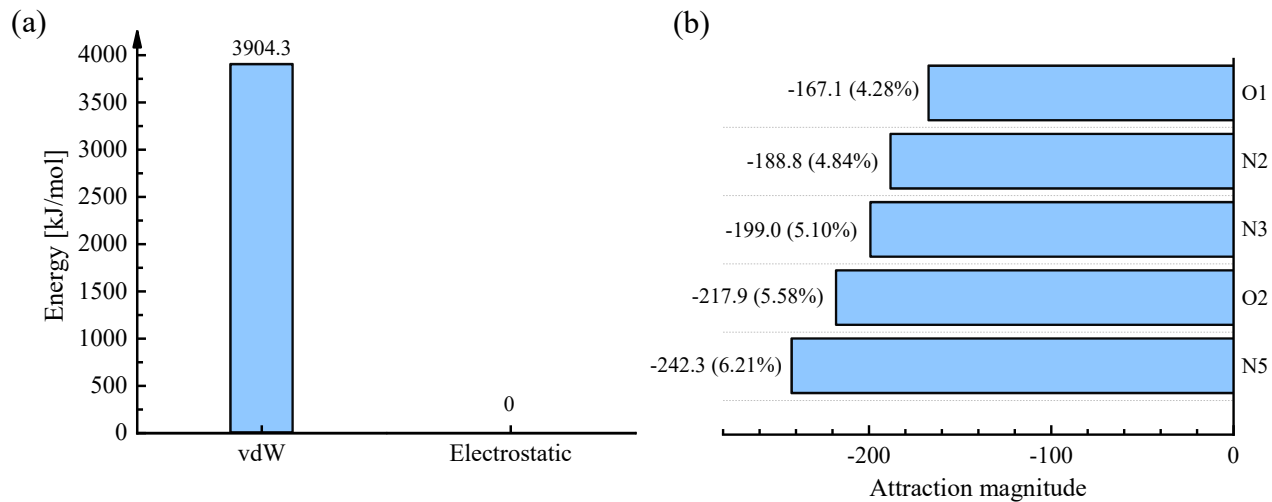 (a)
Energy [kJ/mol]
4000
3500
3000
2500
2000
1500
1000
500
0
3904.3
0
vdW
Electrostatic
(b)
-167.1 (4.28%)
O1
-188.8 (4.84%)
N2
-199.0 (5.10%)
N3
-217.9 (5.58%)
O2
-242.3 (6.21%)
N5
-200
-100
0
Attraction magnitude